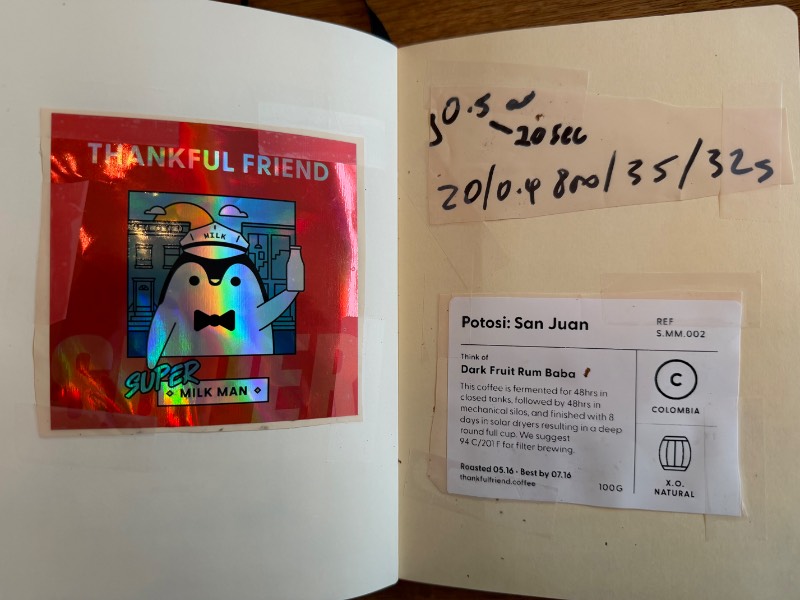 THANKFUL FRIEND
MILK
SUPER
SUPER
MILK MAN
0.5
20 sec
20/0.4 800/35/32s
Potosi: San Juan
REF
S.MM.002
Think of
Dark Fruit Rum Baba
This coffee is fermented for 48hrs in
closed tanks, followed by 48hrs in
mechanical silos, and finished with 8
days in solar dryers resulting in a deep
round full cup. We suggest
94 C/201 F for filter brewing.
Roasted 05.16 - Best by 07.16
thankfulfriend.coffee
100G
C
COLOMBIA
X.O.
NATURAL